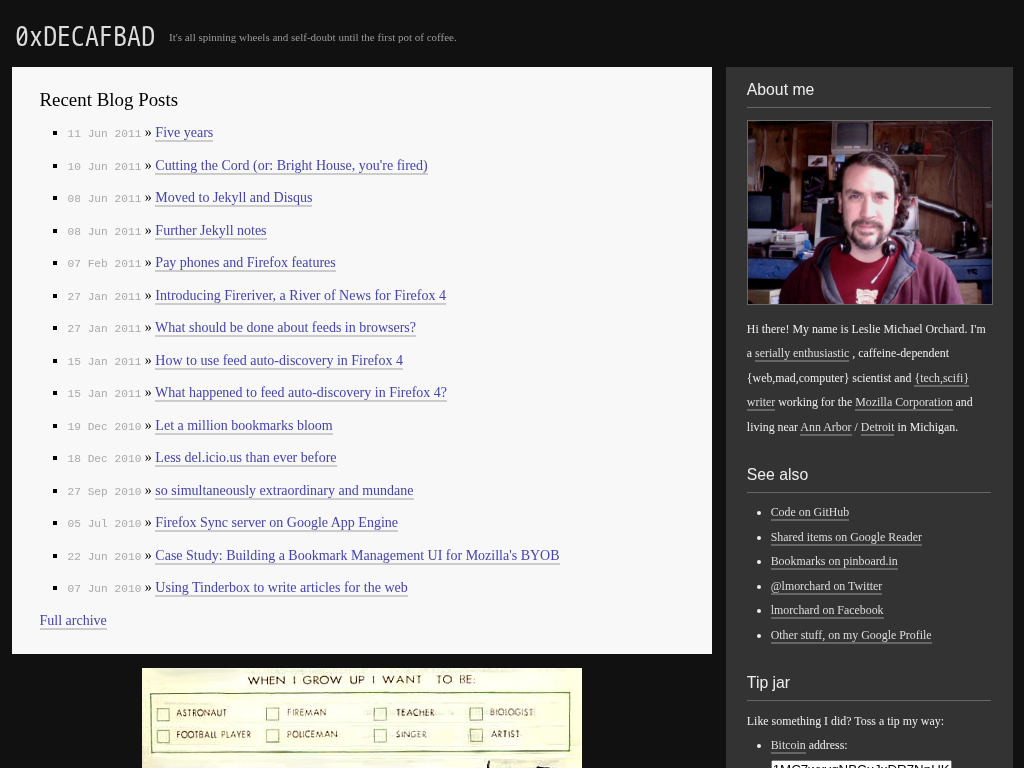 0xDECAFBAD It's all spinning wheels and self-doubt until the first pot of coffee.
Recent Blog Posts
11 Jun 2011 » Five years
10 Jun 2011 » Cutting the Cord (or: Bright House, you're fired)
08 Jun 2011 » Moved to Jekyll and Disqus
08 Jun 2011 » Further Jekyll notes
07 Feb 2011 » Pay phones and Firefox features
27 Jan 2011 » Introducing Fireriver, a River of News for Firefox 4
27 Jan 2011 » What should be done about feeds in browsers?
15 Jan 2011 » How to use feed auto-discovery in Firefox 4
15 Jan 2011 » What happened to feed auto-discovery in Firefox 4?
19 Dec 2010 » Let a million bookmarks bloom
18 Dec 2010 » Less del.icio.us than ever before
27 Sep 2010 » so simultaneously extraordinary and mundane
05 Jul 2010 » Firefox Sync server on Google App Engine
22 Jun 2010 » Case Study: Building a Bookmark Management UI for Mozilla's BYOB
07 Jun 2010 » Using Tinderbox to write articles for the web
Full archive
WHEN I GROW UP I WANT TO BE:
ASTRONAUT FIREMAN TEACHER BIOLOGIST
FOOTBALL PLAYER POLICEMAN SINGER ARTIST
About me
Hi there! My name is Leslie Michael Orchard. I'm
a serially enthusiastic , caffeine-dependent
{web,mad,computer} scientist and {tech,scifi}
writer working for the Mozilla Corporation and
living near Ann Arbor / Detroit in Michigan.
See also
Code on GitHub
Shared items on Google Reader
Bookmarks on pinboard.in
@lmorchard on Twitter
lmorchard on Facebook
Other stuff, on my Google Profile
Tip jar
Like something I did? Toss a tip my way:
Bitcoin address: